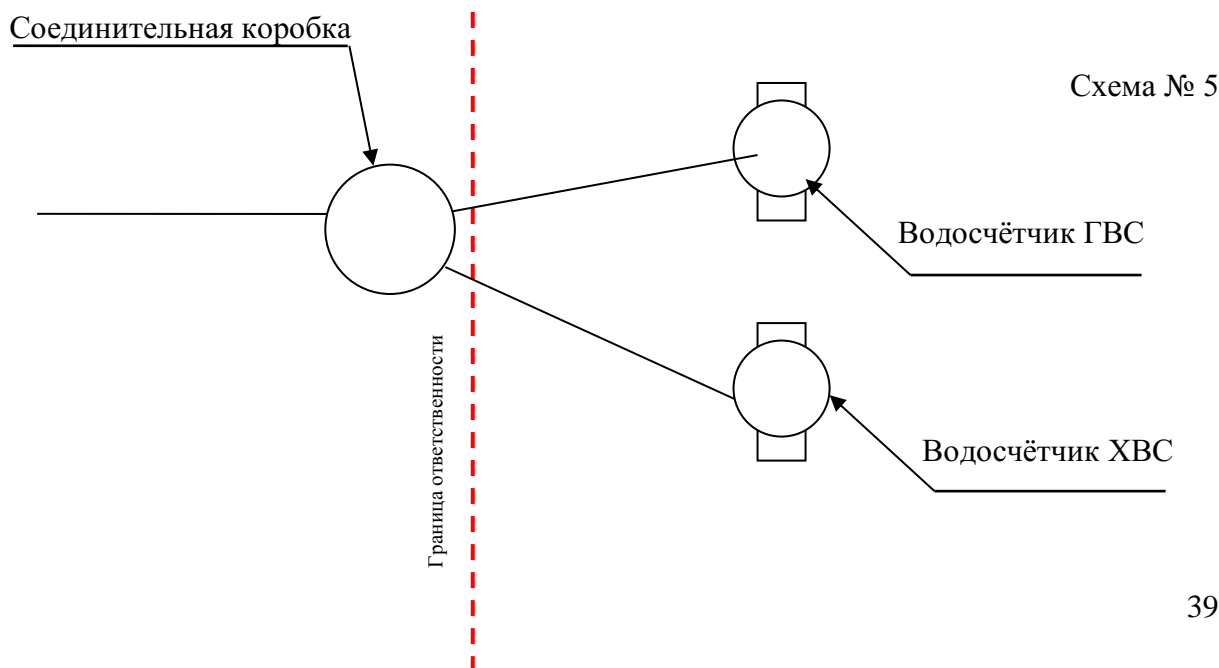 Соединительная коробка
Схема № 5
Водосчётчик ГВС
Граница ответственности
Водосчётчик ХВС
39